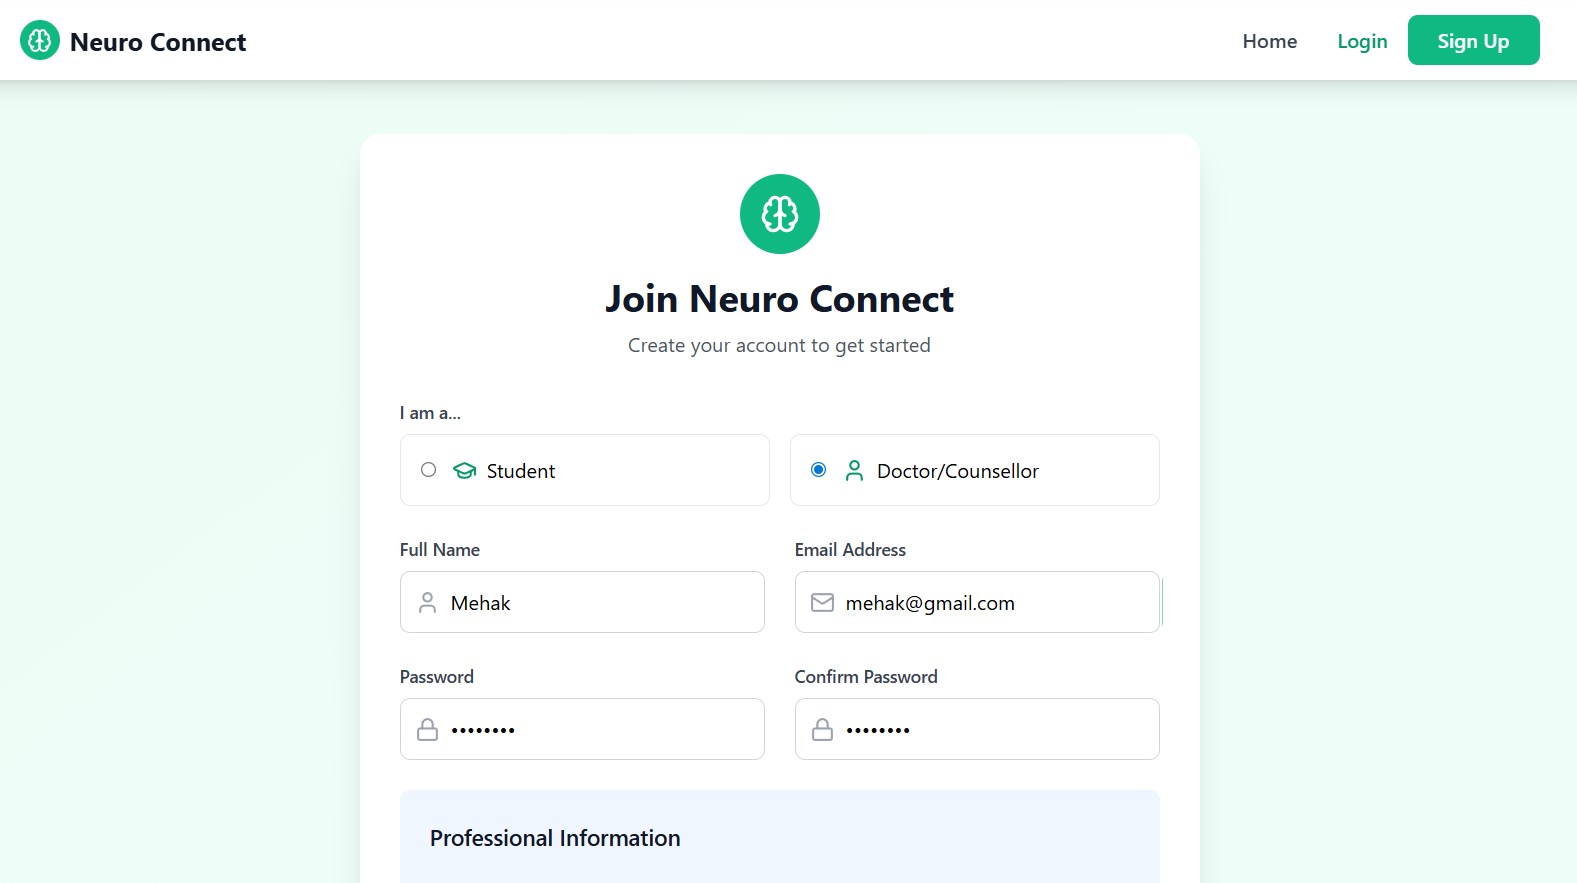 Neuro Connect
Home Login Sign Up
Join Neuro Connect
Create your account to get started
I am a...
Student Doctor/Counsellor
Full Name Email Address
Mehak mehak@gmail.com
Password Confirm Password
•••••••• ••••••••
Professional Information